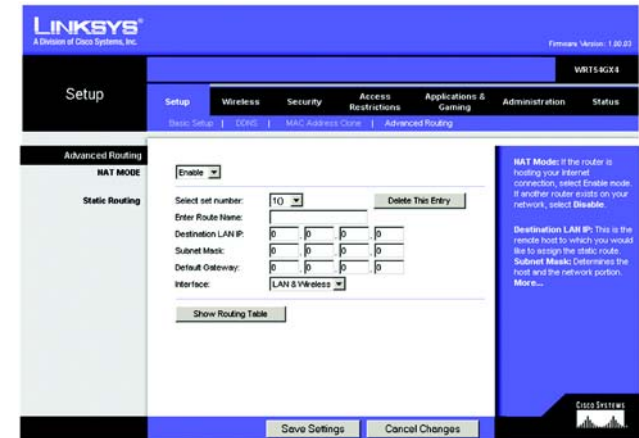 LINKSYS®
A Division of Cisco Systems, Inc.
Firmware Version: 1.00.03
WRT54GX4
Setup
Setup Wireless Security Access Restrictions Applications & Gaming Administration Status
Basic Setup | DDNS | MAC Address Clone | Advanced Routing
Advanced Routing
NAT MODE
Enable
Static Routing
Select set number: 1() Delete This Entry
Enter Route Name:
Destination LAN IP: 0 . 0 . 0 . 0
Subnet Mask: 0 . 0 . 0 . 0
Default Gateway: 0 . 0 . 0 . 0
Interface: LAN & Wireless
Show Routing Table
NAT Mode: If the router is
hosting your Internet
connection, select Enable mode.
If another router exists on your
network, select Disable.
Destination LAN IP: This is the
remote host to which you would
like to assign the static route.
Subnet Mask: Determines the
host and the network portion.
More...
CISCO SYSTEMS
Save Settings Cancel Changes